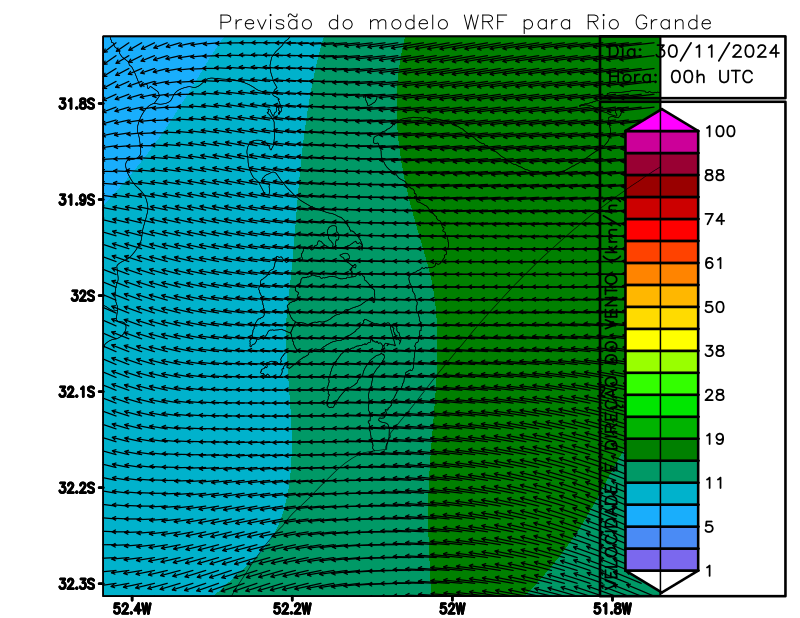 Previsão do modelo WRF para Rio Grande
Dia: 30/11/2024
Hora: 00h UTC
31.8S
31.9S
32S
32.1S
32.2S
32.3S
52.4W
52.2W
52W
51.8W
VELOCIDADE E DIREÇÃO DO VENTO (km/h)
100
88
74
61
50
38
28
19
11
5
1